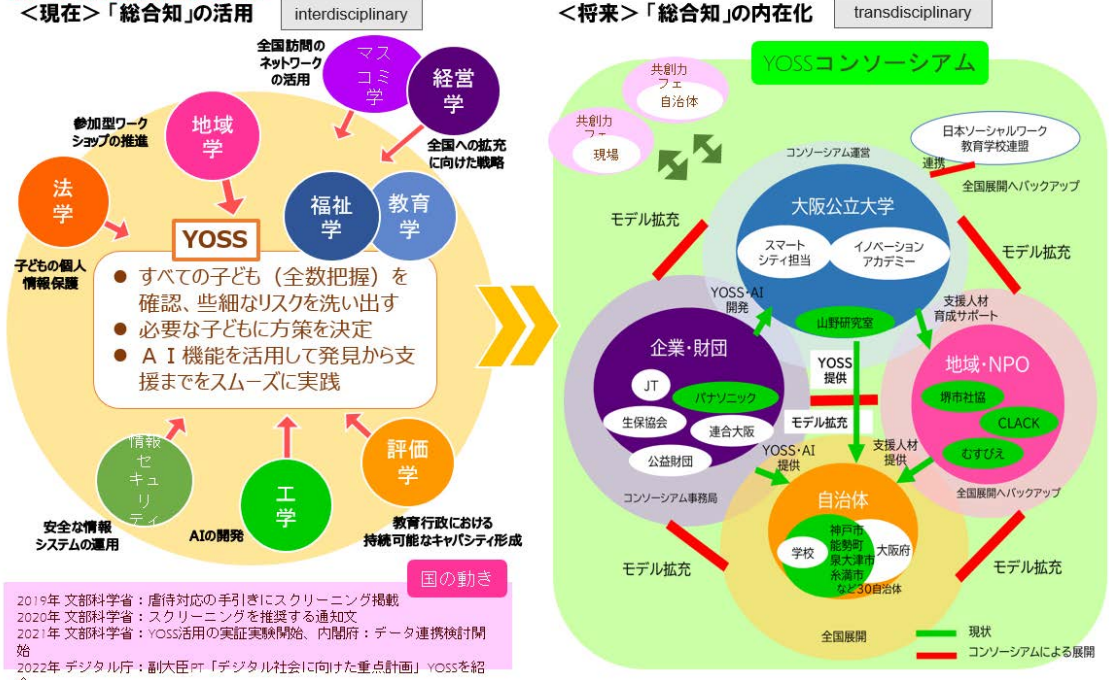 <現在>「総合知」の活用
interdisciplinary
全国訪問の
ネットワーク
の活用
マス
コミ
学
経営
学
全国への拡充
に向けた戦略
参加型ワーク
ショップの推進
地域
学
法
学
子どもの個人
情報保護
福祉
学
教育
学
YOSS
● すべての子ども（全数把握）を
確認、些細なリスクを洗い出す
● 必要な子どもに方策を決定
● ＡＩ機能を活用して発見から支
援までをスムーズに実践
情報
セ
キュ
リ
ティ
安全な情報
システムの運用
工
学
AIの開発
評価
学
教育行政における
持続可能なキャパシティ形成
国の動き
2019年 文部科学省：虐待対応の手引きにスクリーニング掲載
2020年 文部科学省：スクリーニングを推奨する通知文
2021年 文部科学省：YOSS活用の実証実験開始、内閣府：データ連携検討開
始
2022年 デジタル庁：副大臣PT「デジタル社会に向けた重点計画」YOSSを紹
<将来>「総合知」の内在化
transdisciplinary
YOSSコンソーシアム
共創カ
フェ
自治体
共創カ
フェ
現場
日本ソーシャルワーク
教育学校連盟
連携
全国展開へバックアップ
コンソーシアム運営
大阪公立大学
スマート
シティ担当
イノベーション
アカデミー
山野研究室
モデル拡充
モデル拡充
YOSS・AI
開発
支援人材
育成サポート
企業・財団
JT
パナソニック
生保協会
連合大阪
公益財団
コンソーシアム事務局
YOSS
提供
モデル拡充
地域・NPO
堺市社協
CLACK
むすびえ
全国展開へバックアップ
YOSS・AI
提供
支援人材
提供
自治体
学校
神戸市
能勢町
泉大津市
糸満市
など30自治体
大阪府
全国展開
モデル拡充
モデル拡充
現状
コンソーシアムによる展開